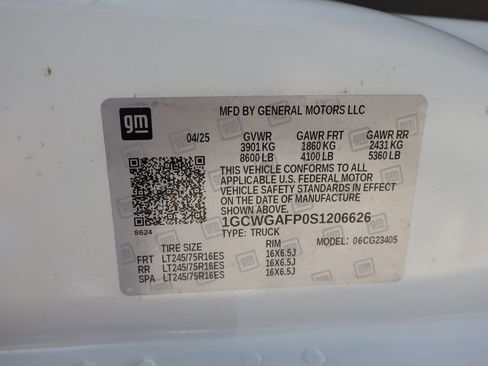 gm
MFD BY GENERAL MOTORS LLC
04/25 GVWR GAWR FRT GAWR RR
3901 KG 1860 KG 2431 KG
8600 LB 4100 LB 5360 LB
THIS VEHICLE CONFORMS TO ALL
APPLICABLE U.S. FEDERAL MOTOR
VEHICLE SAFETY STANDARDS IN EFFECT
ON THE DATE OF MANUFACTURE
SHOWN ABOVE.
1GCWGAFP0S1206626
8624
TYPE: TRUCK MODEL: 06CG23405
TIRE SIZE RIM
FRT LT245/75R16ES 16X6.5J
RR LT245/75R16ES 16X6.5J
SPA LT245/75R16ES 16X6.5J